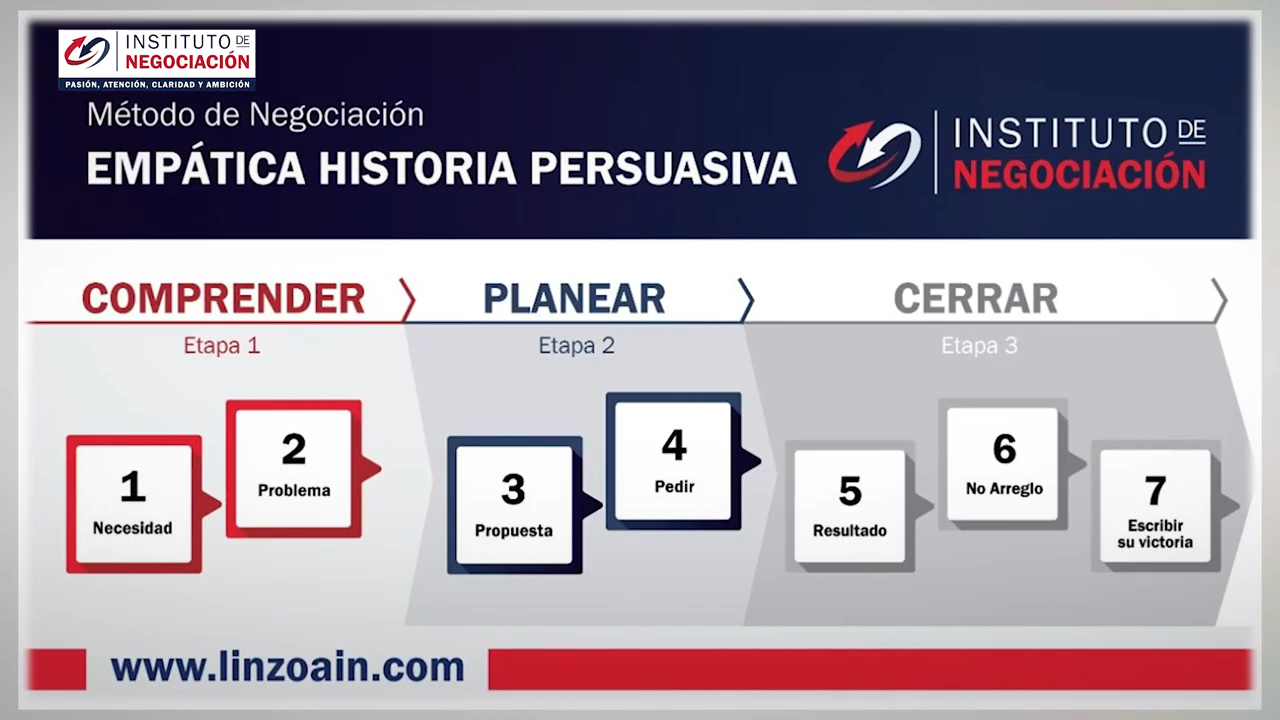 INSTITUTO DE
NEGOCIACIÓN
PASIÓN, ATENCIÓN, CLARIDAD Y AMBICIÓN
Método de Negociación
EMPÁTICA HISTORIA PERSUASIVA
INSTITUTO DE
NEGOCIACIÓN
COMPRENDER
Etapa 1
PLANEAR
Etapa 2
CERRAR
Etapa 3
1
Necesidad
2
Problema
3
Propuesta
4
Pedir
5
Resultado
6
No Arreglo
7
Escribir
su victoria
www.linzoain.com